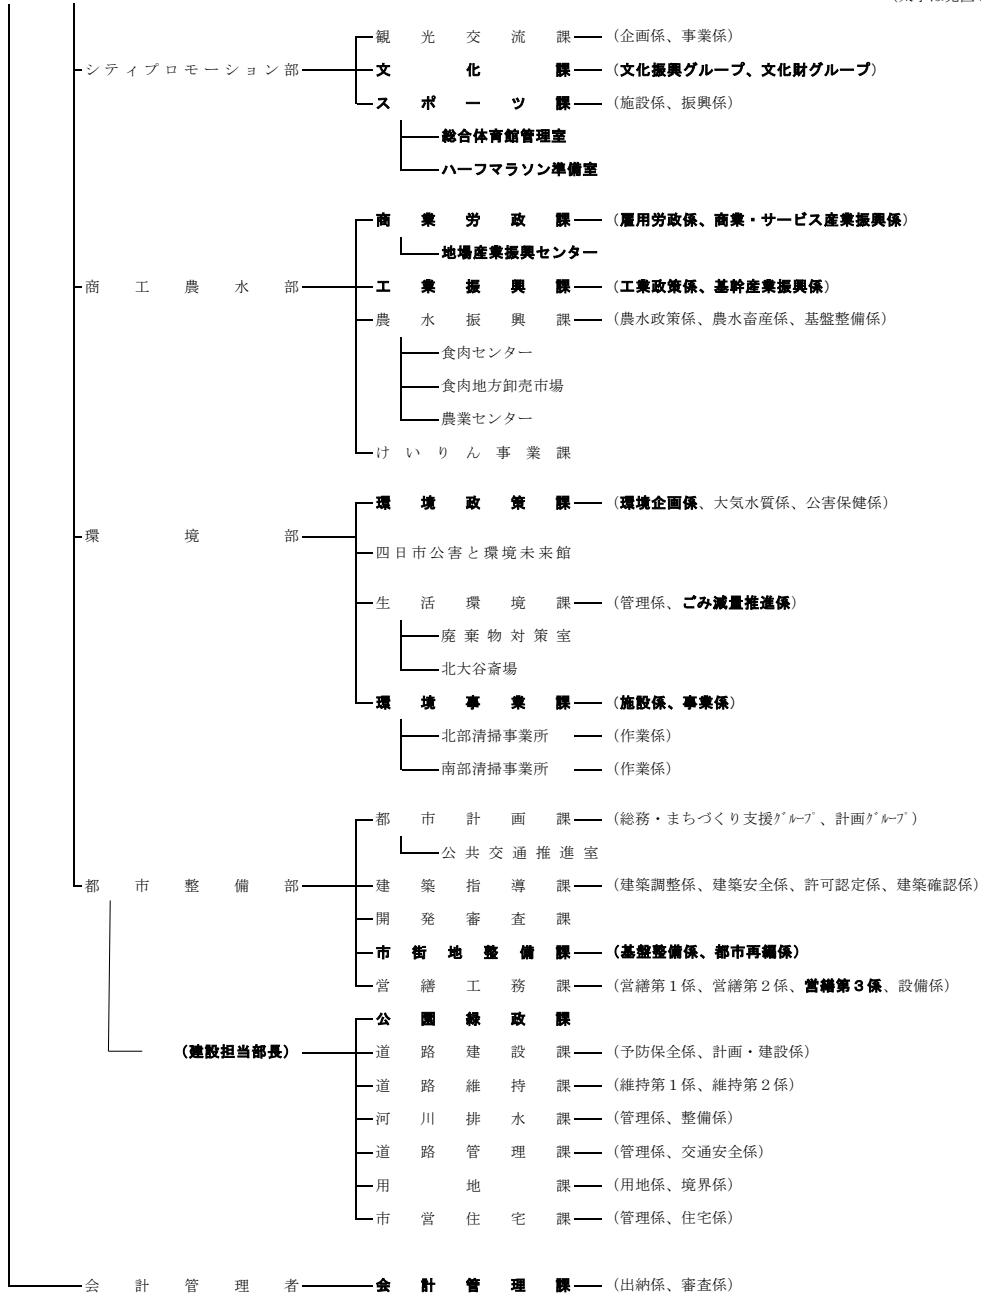 観光交流課 (企画係、事業係)
シティプロモーション部 文化課 (文化振興グループ、文化財グループ)
スポーツ課 (施設係、振興係)
総合体育館管理室
ハーフマラソン準備室
商業労政課 (雇用労政係、商業・サービス産業振興係)
地場産業振興センター
商工農水部 工業振興課 (工業政策係、基幹産業振興係)
農水振興課 (農水政策係、農水畜産係、基盤整備係)
食肉センター
食肉地方卸売市場
農業センター
けいりん事業課
環境政策課 (環境企画係、大気水質係、公害保健係)
環境部
四日市公害と環境未来館
生活環境課 (管理係、ごみ減量推進係)
廃棄物対策室
北大谷斎場
環境事業課 (施設係、事業係)
北部清掃事業所 (作業係)
南部清掃事業所 (作業係)
都市計画課 (総務・まちづくり支援ｸﾞﾙｰﾌﾟ、計画ｸﾞﾙｰﾌﾟ)
公共交通推進室
都市整備部 建築指導課 (建築調整係、建築安全係、許可認定係、建築確認係)
開発審査課
市街地整備課 (基盤整備係、都市再編係)
営繕工務課 (営繕第1係、営繕第2係、営繕第3係、設備係)
公園緑政課
(建設担当部長) 道路建設課 (予防保全係、計画・建設係)
道路維持課 (維持第1係、維持第2係)
河川排水課 (管理係、整備係)
道路管理課 (管理係、交通安全係)
用地課 (用地係、境界係)
市営住宅課 (管理係、住宅係)
会計管理者 会計管理課 (出納係、審査係)